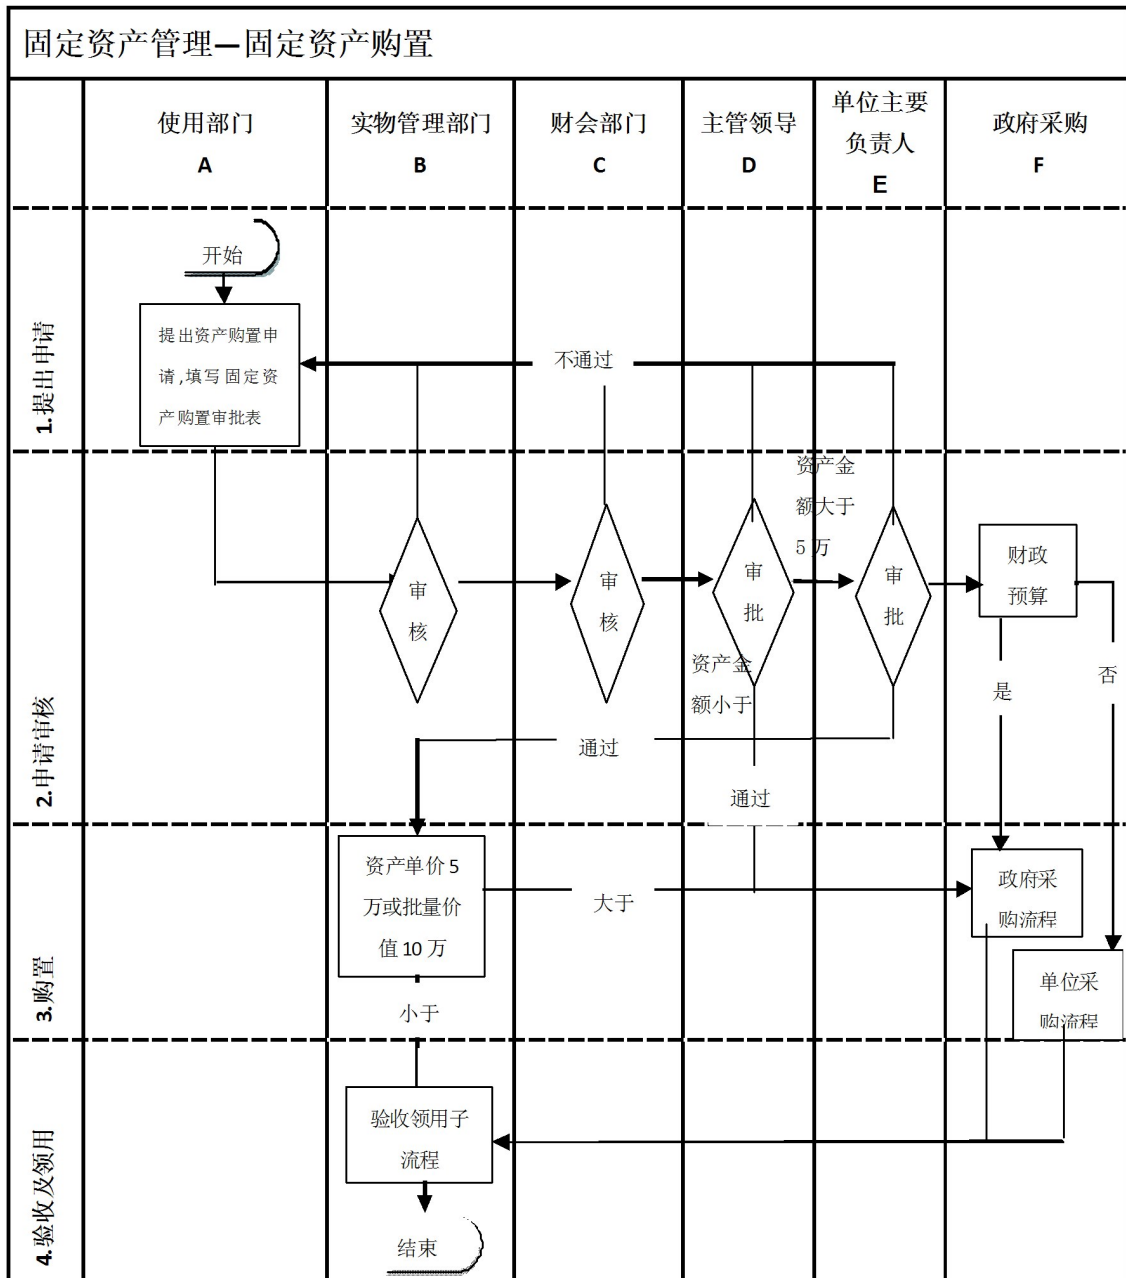 固定资产管理—固定资产购置
使用部门
A
实物管理部门
B
财会部门
C
主管领导
D
单位主要
负责人
E
政府采购
F
1.提出申请
开始
提出资产购置申
请,填写固定资
产购置审批表
不通过
2.申请审核
审
核
审
核
资产金
额大于
5 万
审
批
审
批
财政
预算
资产金
额小于
是
否
通过
通过
3.购置
资产单价 5
万或批量价
值 10 万
大于
政府采
购流程
小于
单位采
购流程
4.验收及领用
验收领用子
流程
结束